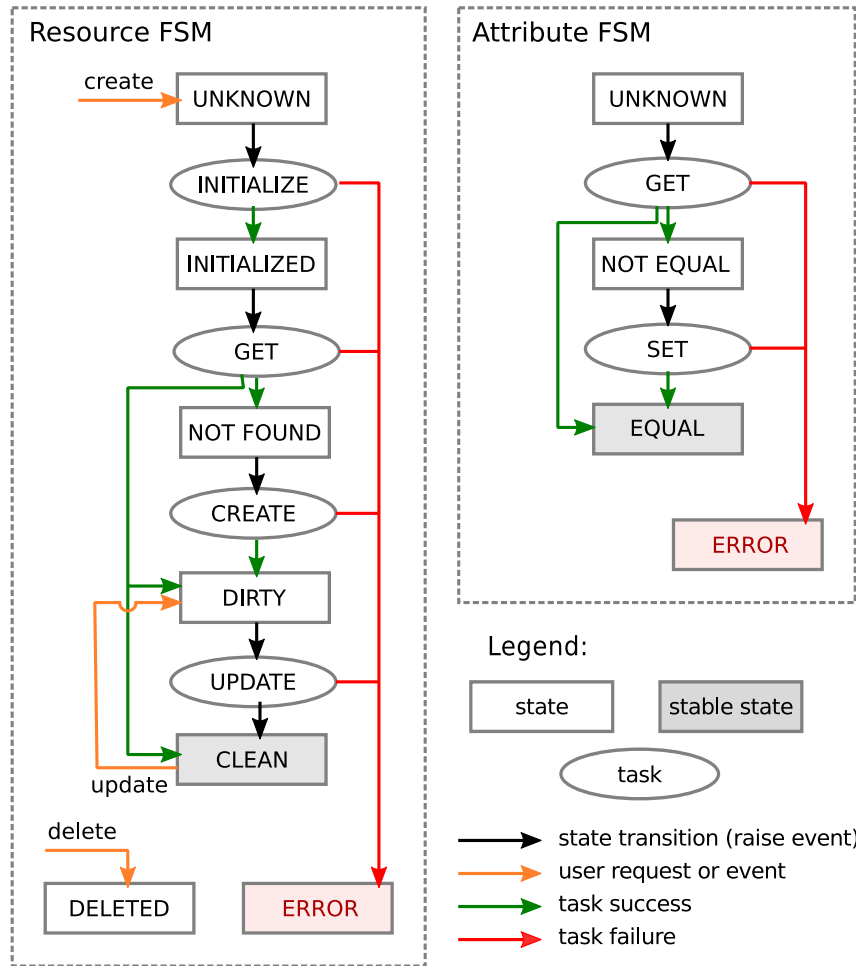 Resource FSM
create
UNKNOWN
INITIALIZE
INITIALIZED
GET
NOT FOUND
CREATE
DIRTY
UPDATE
CLEAN
update
delete
DELETED
ERROR
Attribute FSM
UNKNOWN
GET
NOT EQUAL
SET
EQUAL
ERROR
Legend:
state
stable state
task
state transition (raise event)
user request or event
task success
task failure